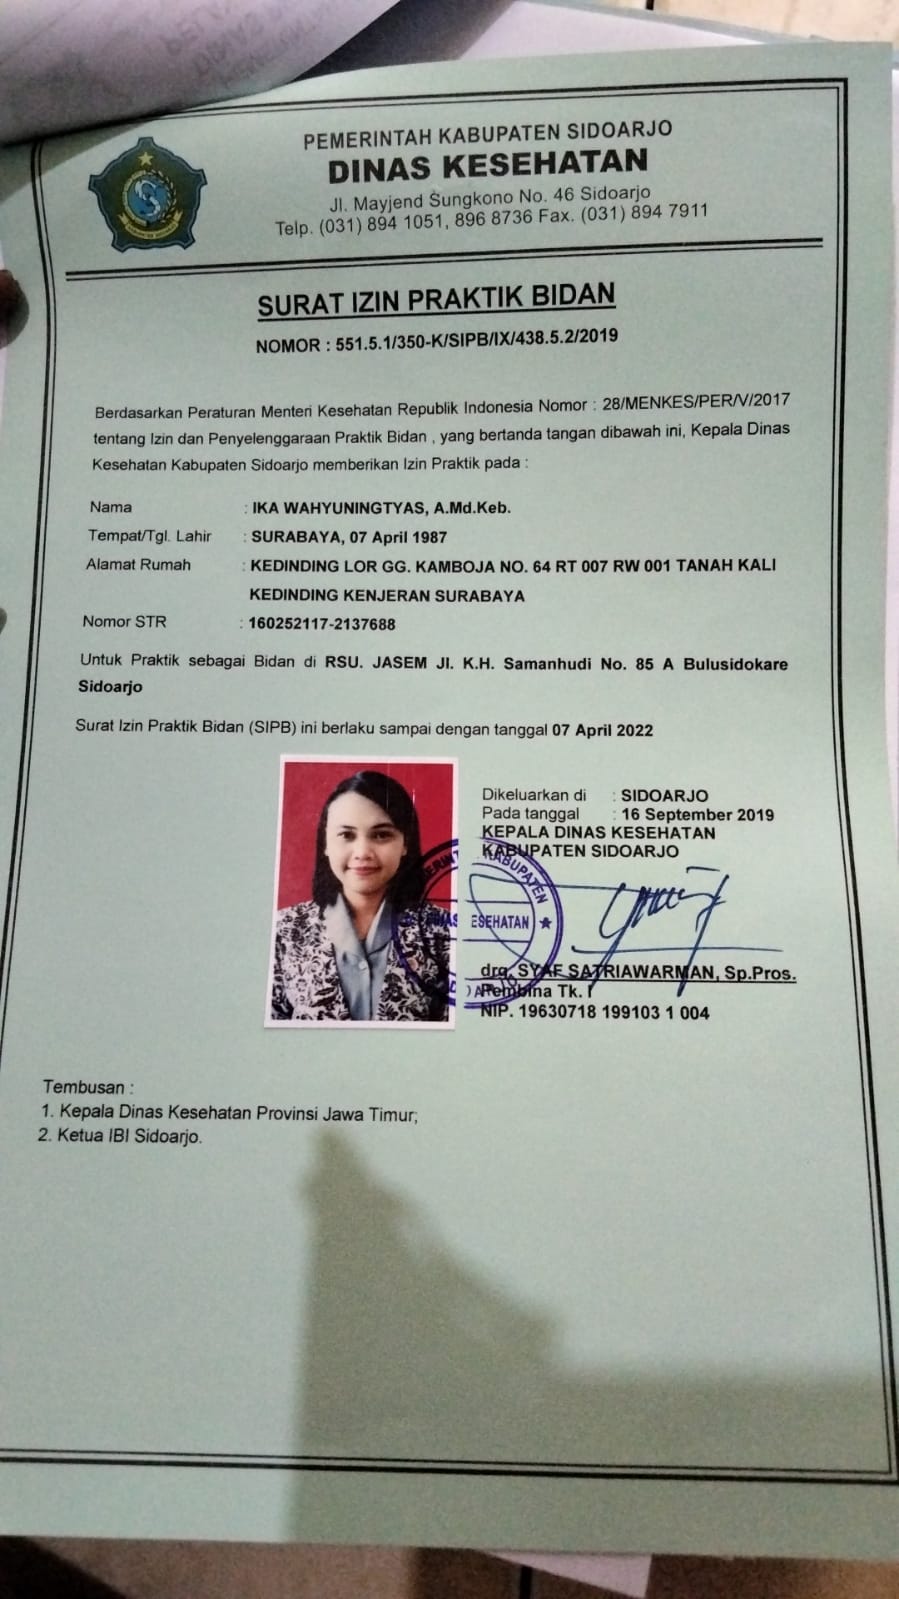 PEMERINTAH KABUPATEN SIDOARJO
DINAS KESEHATAN
Jl. Mayjend Sungkono No. 46 Sidoarjo
Telp. (031) 894 1051, 896 8736 Fax. (031) 894 7911
SURAT IZIN PRAKTIK BIDAN
NOMOR : 551.5.1/350-K/SIPB/IX/438.5.2/2019
Berdasarkan Peraturan Menteri Kesehatan Republik Indonesia Nomor : 28/MENKES/PER/V/2017
tentang Izin dan Penyelenggaraan Praktik Bidan , yang bertanda tangan dibawah ini, Kepala Dinas
Kesehatan Kabupaten Sidoarjo memberikan Izin Praktik pada :
Nama : IKA WAHYUNINGTYAS, A.Md.Keb.
Tempat/Tgl. Lahir : SURABAYA, 07 April 1987
Alamat Rumah : KEDINDING LOR GG. KAMBOJA NO. 64 RT 007 RW 001 TANAH KALI
KEDINDING KENJERAN SURABAYA
Nomor STR : 160252117-2137688
Untuk Praktik sebagai Bidan di RSU. JASEM Jl. K.H. Samanhudi No. 85 A Bulusidokare
Sidoarjo
Surat Izin Praktik Bidan (SIPB) ini berlaku sampai dengan tanggal 07 April 2022
Dikeluarkan di : SIDOARJO
Pada tanggal : 16 September 2019
KEPALA DINAS KESEHATAN
KABUPATEN SIDOARJO
KABUPATEN
ESEHATAN
drg. SYAF SATRIAWARMAN, Sp.Pros.
Pembina Tk. I
NIP. 19630718 199103 1 004
Tembusan :
1. Kepala Dinas Kesehatan Provinsi Jawa Timur;
2. Ketua IBI Sidoarjo.